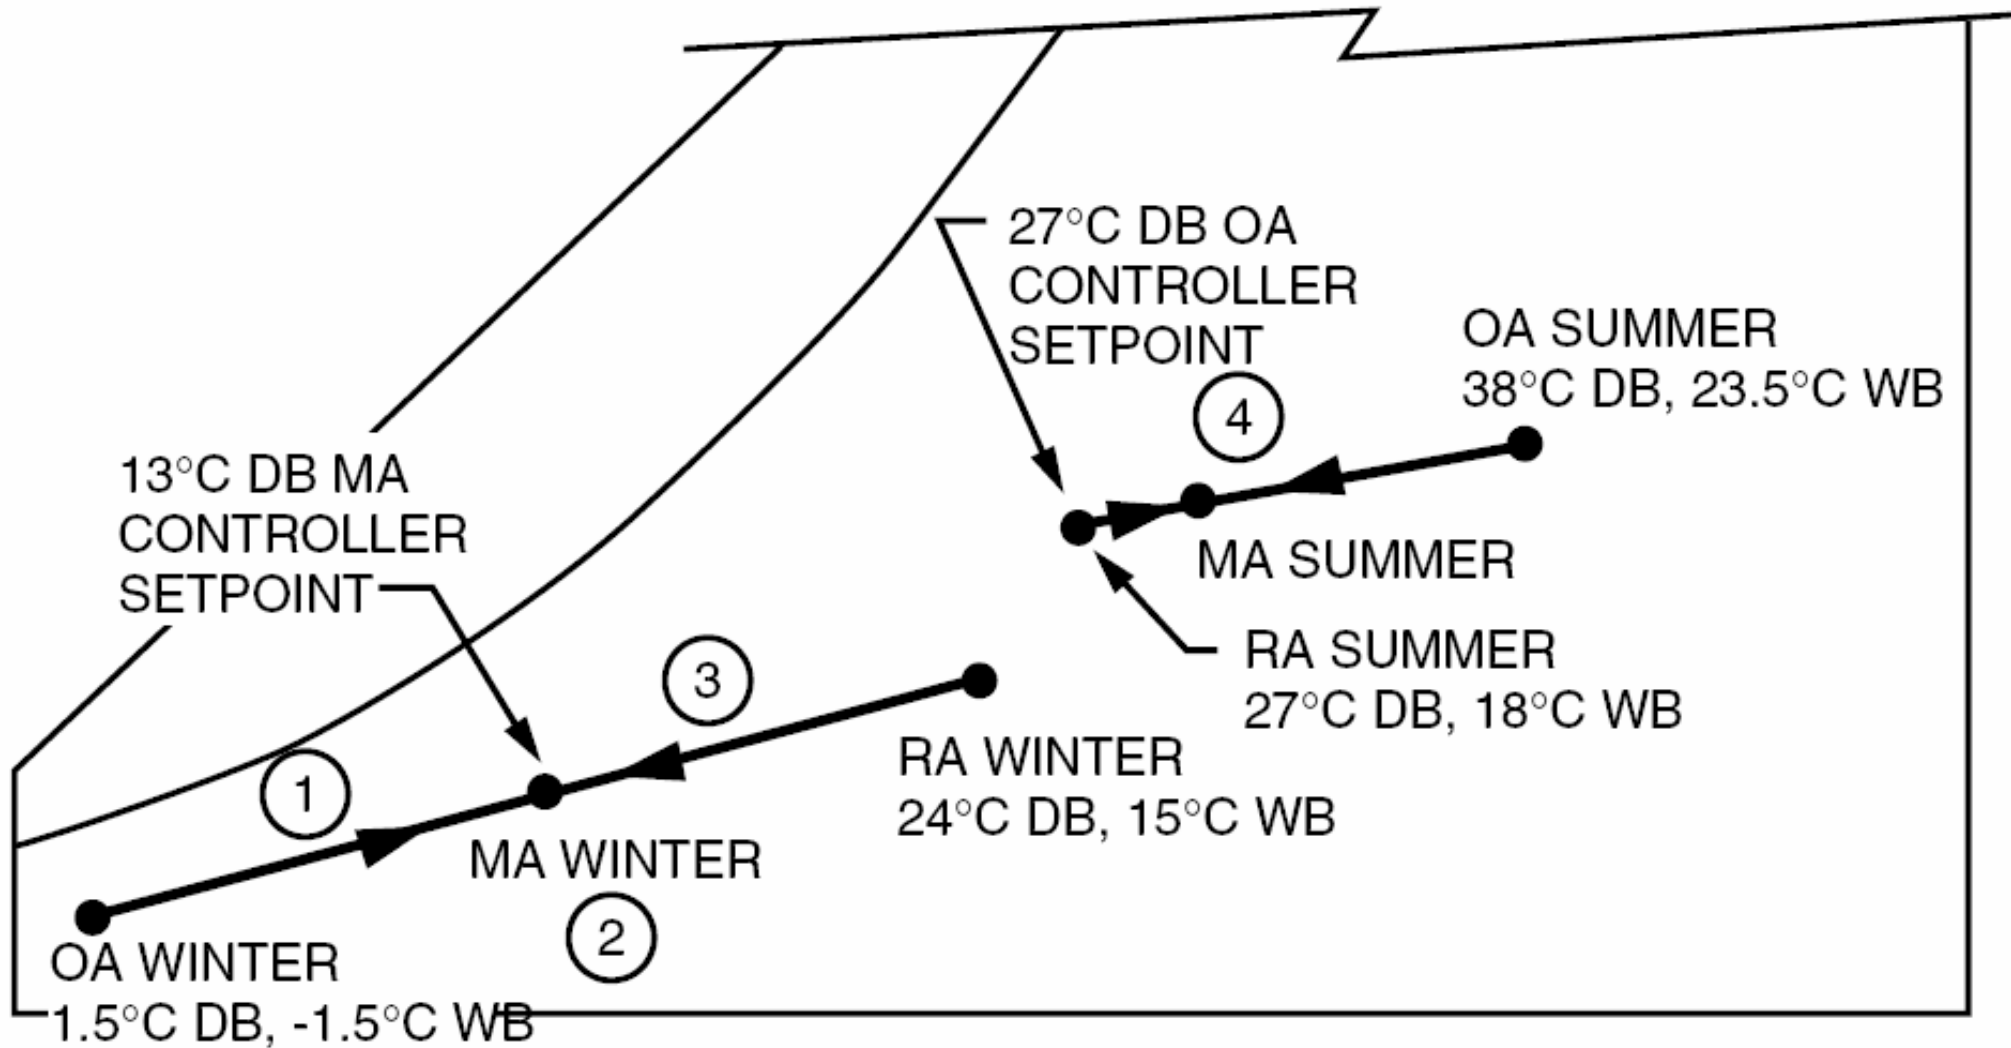 27°C DB OA
CONTROLLER
SETPOINT
OA SUMMER
38°C DB, 23.5°C WB
4
13°C DB MA
CONTROLLER
SETPOINT
MA SUMMER
RA SUMMER
27°C DB, 18°C WB
3
RA WINTER
24°C DB, 15°C WB
1
MA WINTER
2
OA WINTER
1.5°C DB, -1.5°C WB